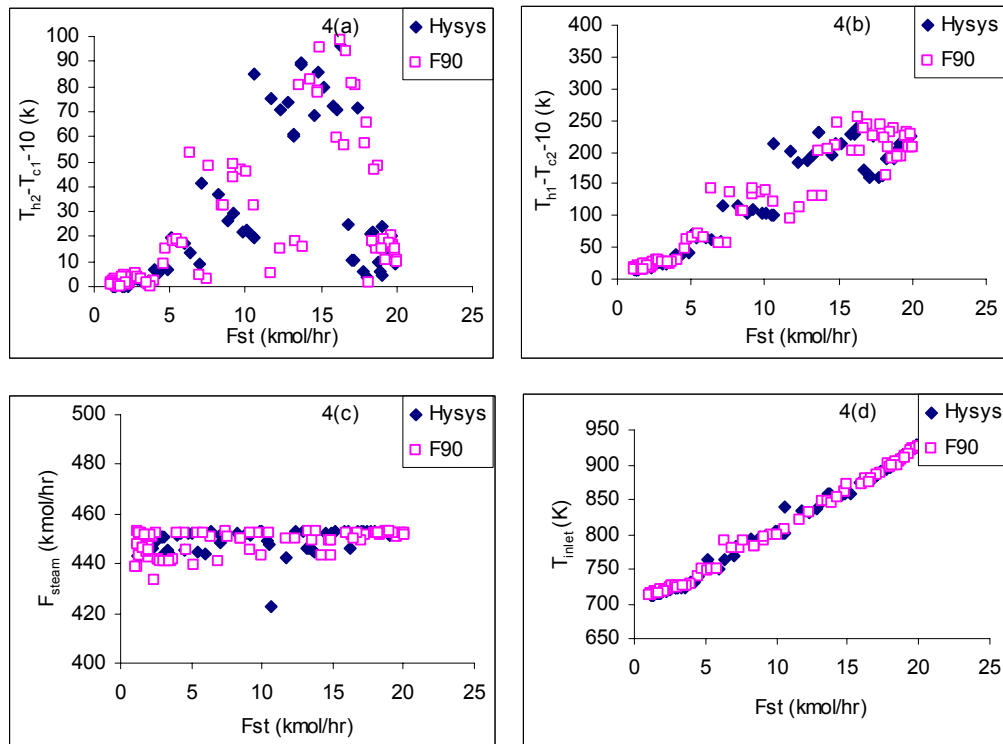 4(a)
Hysys
F90
100
90
80
70
60
50
40
30
20
10
0
0 5 10 15 20 25
Th2-Tc1-10 (k)
Fst (kmol/hr)
4(b)
Hysys
F90
400
350
300
250
200
150
100
50
0
0 5 10 15 20 25
Th1-Tc2-10 (k)
Fst (kmol/hr)
4(c)
Hysys
F90
500
480
460
440
420
400
0 5 10 15 20 25
Fsteam (kmol/hr)
Fst (kmol/hr)
4(d)
Hysys
F90
950
900
850
800
750
700
650
0 5 10 15 20 25
Tinlet (K)
Fst (kmol/hr)